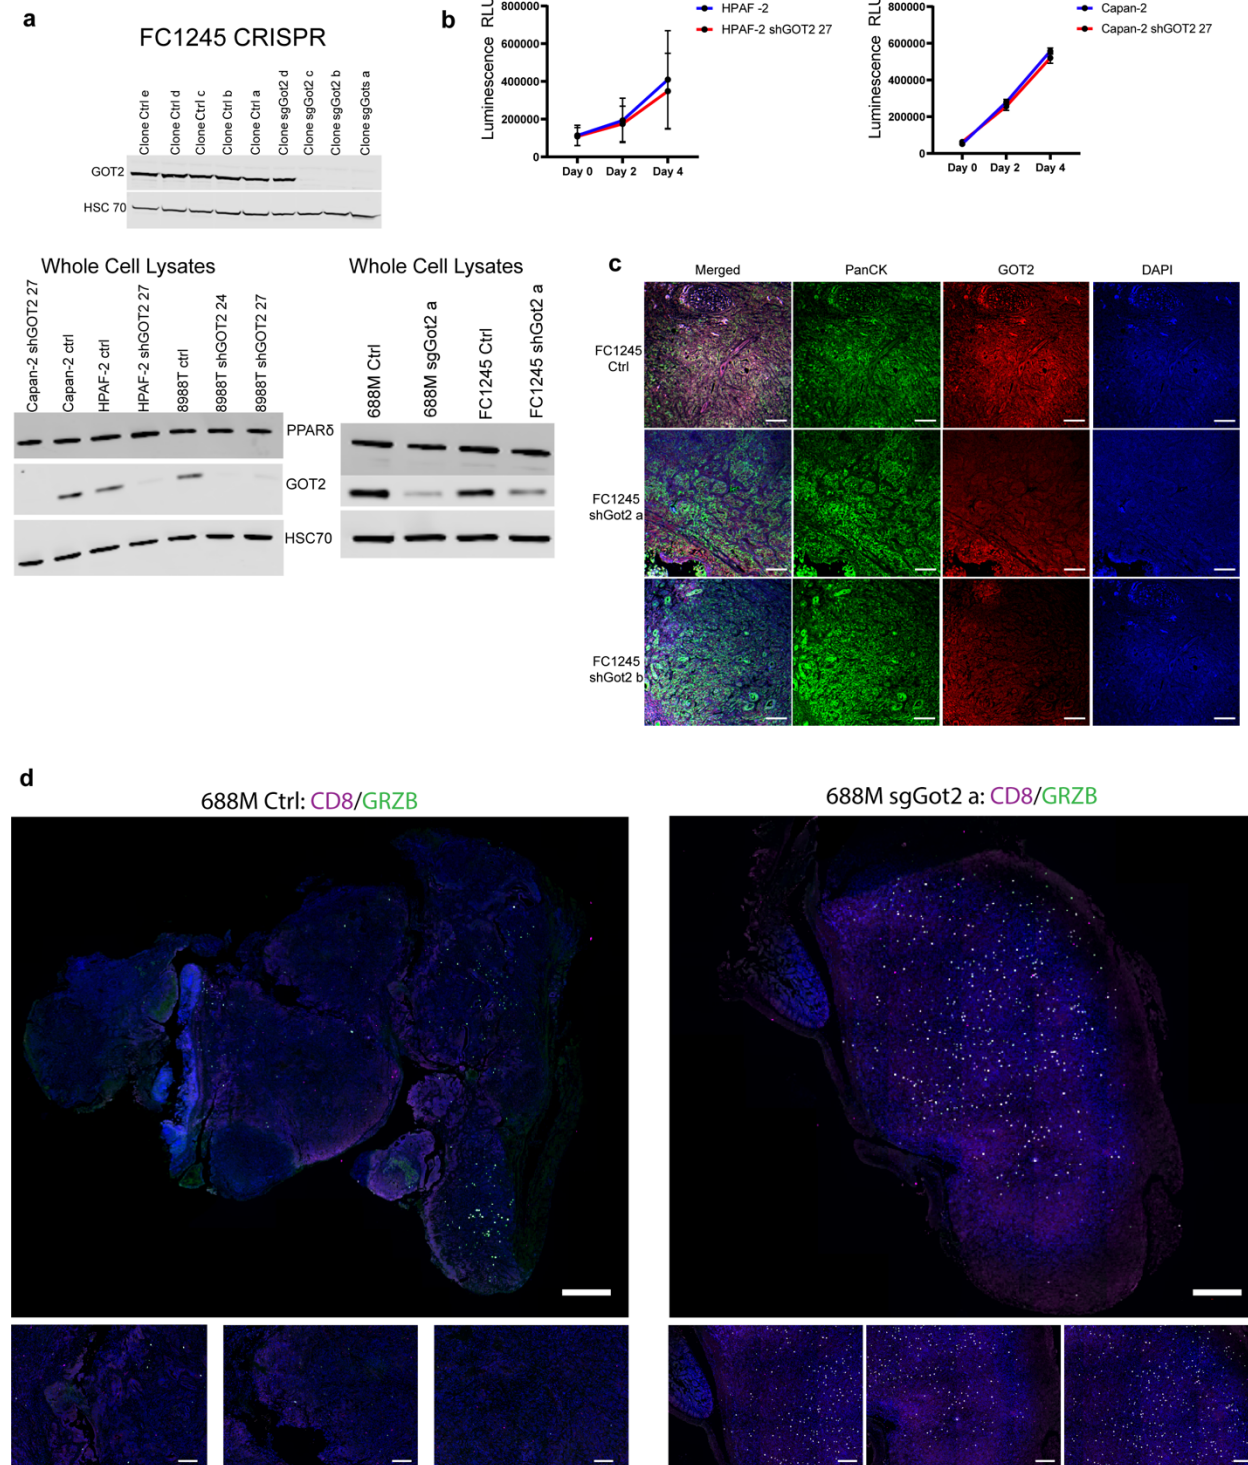 a
FC1245 CRISPR
Clone Ctrl e
Clone Ctrl d
Clone Ctrl c
Clone Ctrl b
Clone Ctrl a
Clone sgGot2 d
Clone sgGot2 c
Clone sgGot2 b
Clone sgGots a
GOT2
HSC 70
Whole Cell Lysates
Capan-2 shGOT2 27
Capan-2 ctrl
HPAF-2 ctrl
HPAF-2 shGOT2 27
8988T ctrl
8988T shGOT2 24
8988T shGOT2 27
PPARδ
GOT2
HSC70
Whole Cell Lysates
688M Ctrl
688M sgGot2 a
FC1245 Ctrl
FC1245 shGot2 a
b
Luminescence RLU
800000
600000
400000
200000
0
Day 0 Day 2 Day 4
HPAF -2
HPAF-2 shGOT2 27
Luminescence RLU
800000
600000
400000
200000
0
Day 0 Day 2 Day 4
Capan-2
Capan-2 shGOT2 27
c
Merged PanCK GOT2 DAPI
FC1245
Ctrl
FC1245
shGot2 a
FC1245
shGot2 b
d
688M Ctrl: CD8/GRZB
688M sgGot2 a: CD8/GRZB